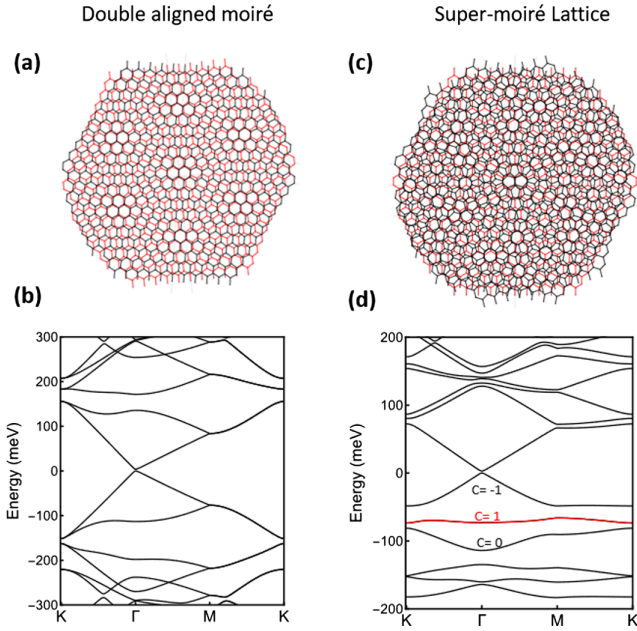 Double aligned moiré
Super-moiré Lattice
(a)
(c)
(b)
(d)
300
200
100
0
-100
-200
-300
Energy (meV)
K
Γ
M
K
200
100
0
-100
-200
Energy (meV)
C= -1
C= 1
C= 0
K
Γ
M
K